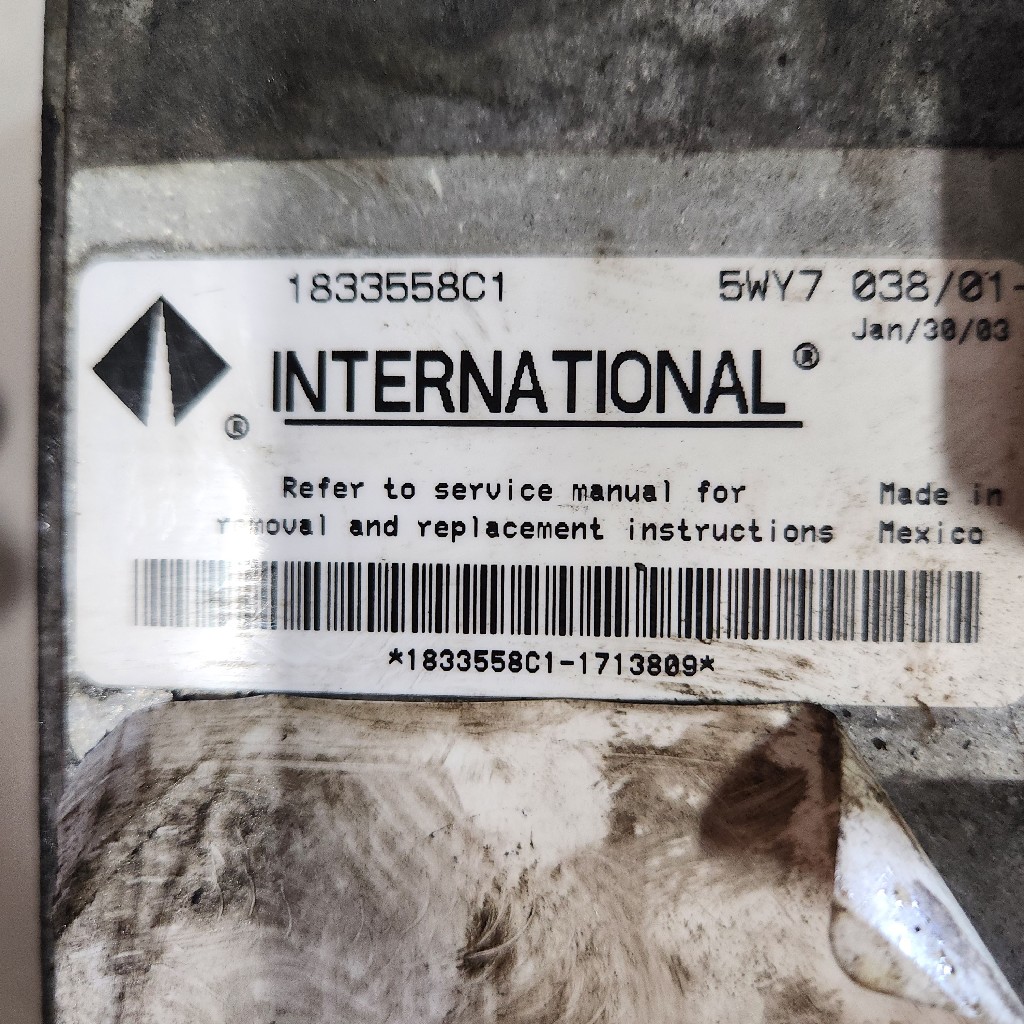 1833558C1 5WY7 038/01-
Jan/30/03
INTERNATIONAL®
®
Refer to service manual for Made in
removal and replacement instructions Mexico
*1833558C1-1713809*